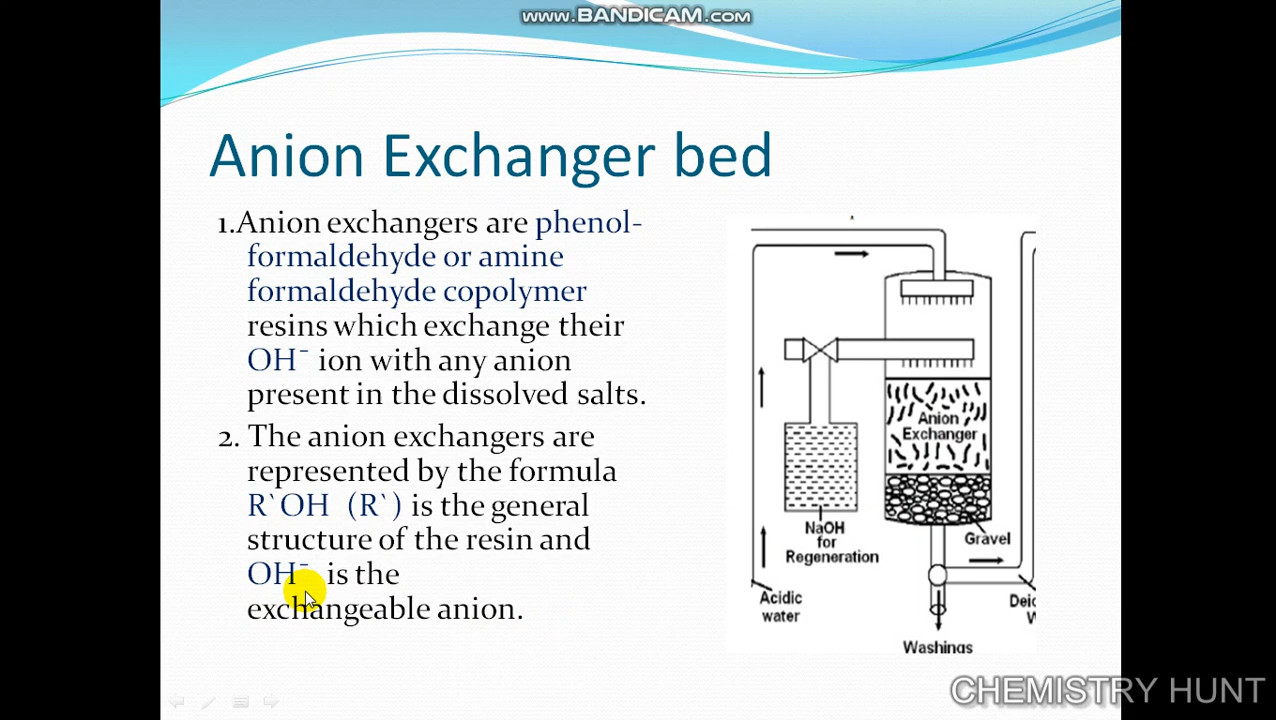 www.BANDICAM.com
Anion Exchanger bed
1.Anion exchangers are phenol-
formaldehyde or amine
formaldehyde copolymer
resins which exchange their
OH⁻ ion with any anion
present in the dissolved salts.
2. The anion exchangers are
represented by the formula
R`OH (R`) is the general
structure of the resin and
OH⁻ is the
exchangeable anion.
Anion
Exchanger
NaOH
for
Regeneration
Gravel
Acidic
water
Deio
W
Washings
CHEMISTRY HUNT